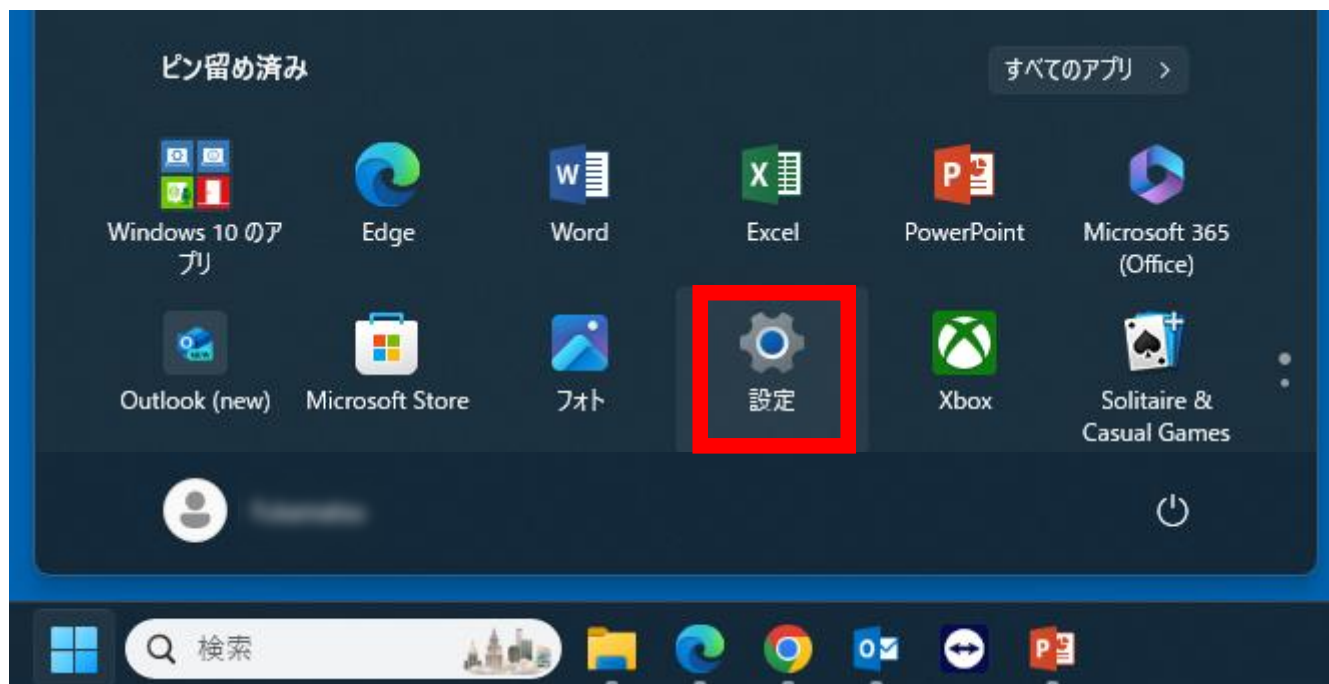 ピン留め済み
すべてのアプリ >
Windows 10 のア
プリ
Edge
Word
Excel
PowerPoint
Microsoft 365
(Office)
Outlook (new)
Microsoft Store
フォト
設定
Xbox
Solitaire &
Casual Games
検索